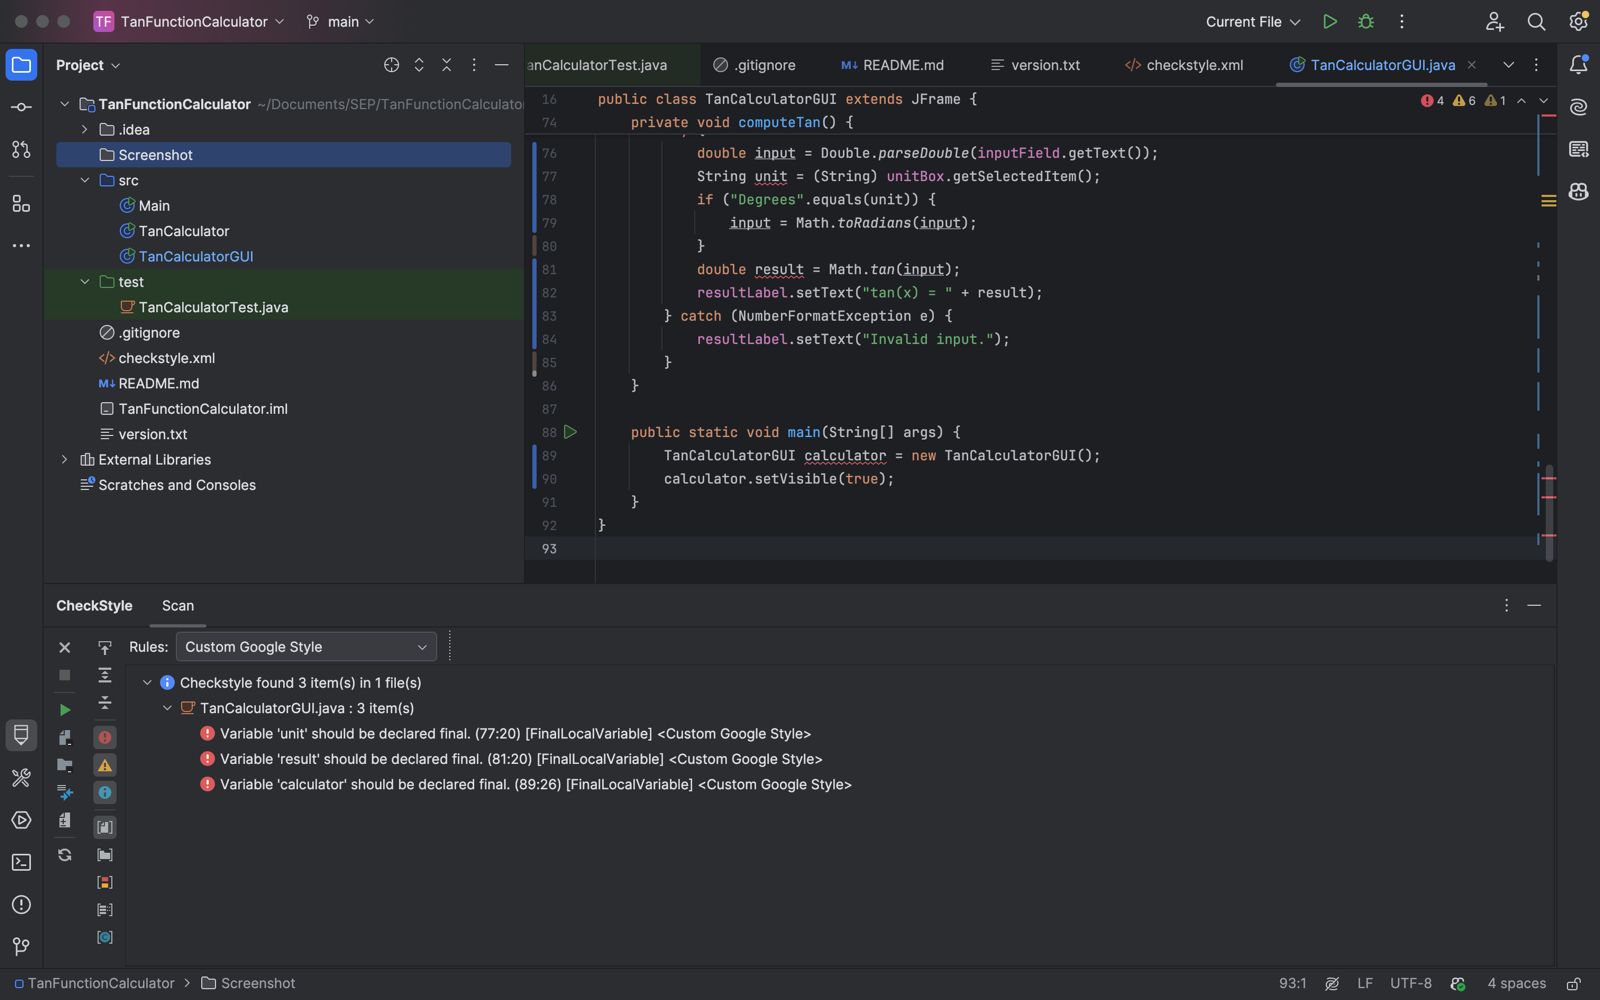 TF TanFunctionCalculator main Current File
Project
TanFunctionCalculator ~/Documents/SEP/TanFunctionCalculato
.idea
Screenshot
src
Main
TanCalculator
TanCalculatorGUI
test
TanCalculatorTest.java
.gitignore
checkstyle.xml
M↓ README.md
TanFunctionCalculator.iml
version.txt
External Libraries
Scratches and Consoles
anCalculatorTest.java .gitignore M↓ README.md version.txt </> checkstyle.xml TanCalculatorGUI.java
4 6 1
16 public class TanCalculatorGUI extends JFrame {
74 private void computeTan() {
76 double input = Double.parseDouble(inputField.getText());
77 String unit = (String) unitBox.getSelectedItem();
78 if ("Degrees".equals(unit)) {
79 input = Math.toRadians(input);
80 }
81 double result = Math.tan(input);
82 resultLabel.setText("tan(x) = " + result);
83 } catch (NumberFormatException e) {
84 resultLabel.setText("Invalid input.");
85 }
86 }
87
88 public static void main(String[] args) {
89 TanCalculatorGUI calculator = new TanCalculatorGUI();
90 calculator.setVisible(true);
91 }
92 }
93
CheckStyle Scan
Rules: Custom Google Style
Checkstyle found 3 item(s) in 1 file(s)
TanCalculatorGUI.java : 3 item(s)
Variable 'unit' should be declared final. (77:20) [FinalLocalVariable] <Custom Google Style>
Variable 'result' should be declared final. (81:20) [FinalLocalVariable] <Custom Google Style>
Variable 'calculator' should be declared final. (89:26) [FinalLocalVariable] <Custom Google Style>
TanFunctionCalculator > Screenshot 93:1 LF UTF-8 4 spaces